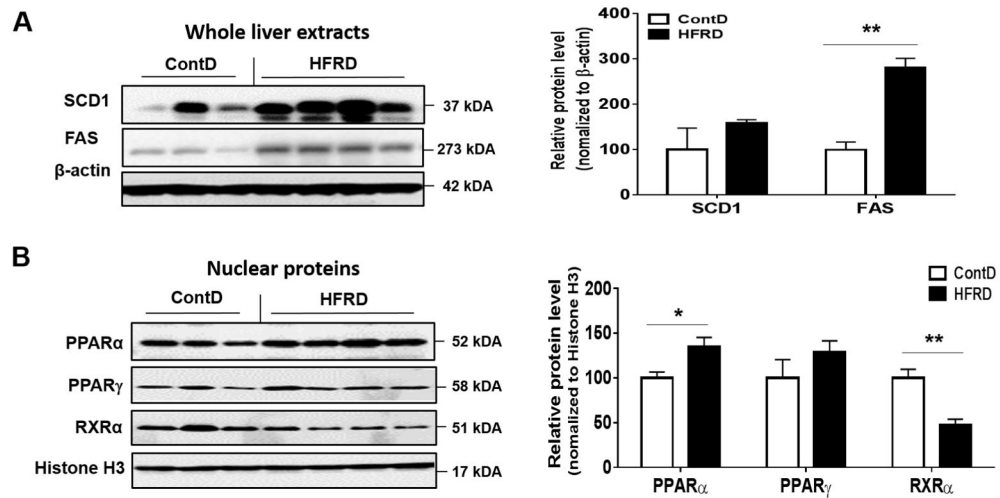 A
Whole liver extracts
ContD HFRD
SCD1
37 kDA
FAS
273 kDA
β-actin
42 kDA
ContD
HFRD
Relative protein level
(nomalized to β-actin)
400
300
200
100
0
**
SCD1 FAS
B
Nuclear proteins
ContD HFRD
PPARα
52 kDA
PPARγ
58 kDA
RXRα
51 kDA
Histone H3
17 kDA
ContD
HFRD
Relative protein level
(nomalized to Histone H3)
200
150
100
50
0
*
**
PPARα PPARγ RXRα